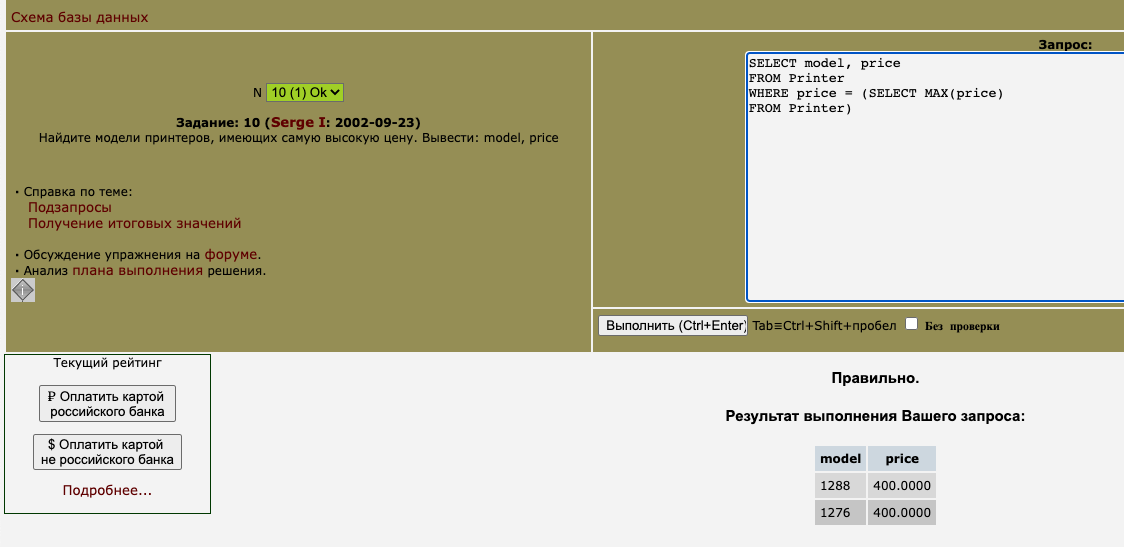 Схема базы данных
N 10 (1) Ok
Задание: 10 (Serge I: 2002-09-23)
Найдите модели принтеров, имеющих самую высокую цену. Вывести: model, price
• Справка по теме:
Подзапросы
Получение итоговых значений
• Обсуждение упражнения на форуме.
• Анализ плана выполнения решения.
Запрос:
SELECT model, price
FROM Printer
WHERE price = (SELECT MAX(price)
FROM Printer)
Выполнить (Ctrl+Enter) Tab≡Ctrl+Shift+пробел Без проверки
Текущий рейтинг
₽ Оплатить картой
российского банка
$ Оплатить картой
не российского банка
Подробнее...
Правильно.
Результат выполнения Вашего запроса:
model price
1288 400.0000
1276 400.0000